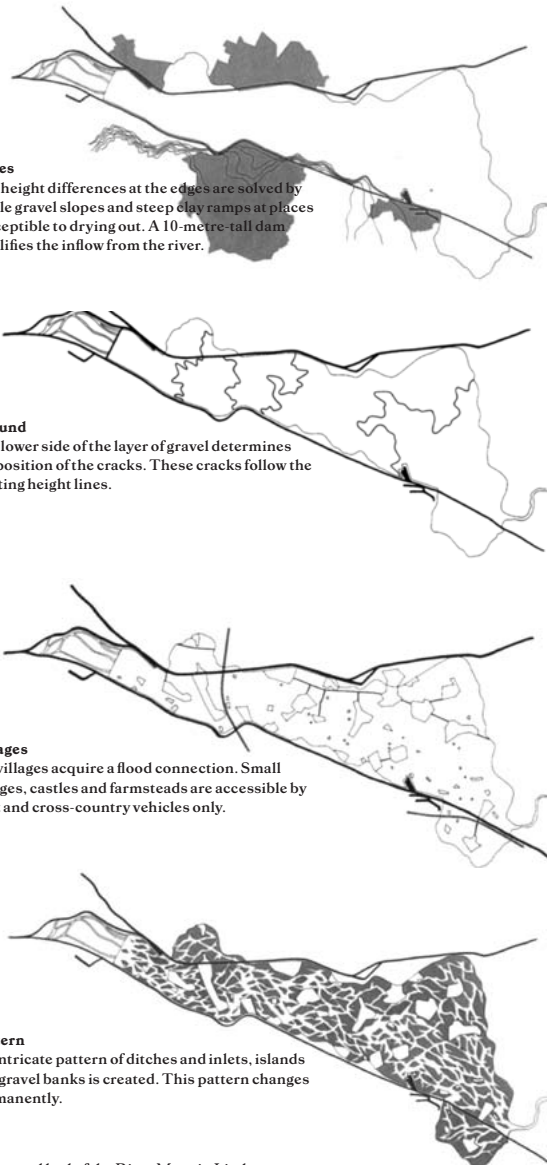 es
height differences at the edges are solved by
le gravel slopes and steep clay ramps at places
ceptible to drying out. A 10-metre-tall dam
lifies the inflow from the river.
und
lower side of the layer of gravel determines
position of the cracks. These cracks follow the
ting height lines.
ages
villages acquire a flood connection. Small
ges, castles and farmsteads are accessible by
and cross-country vehicles only.
ern
ntricate pattern of ditches and inlets, islands
gravel banks is created. This pattern changes
manently.